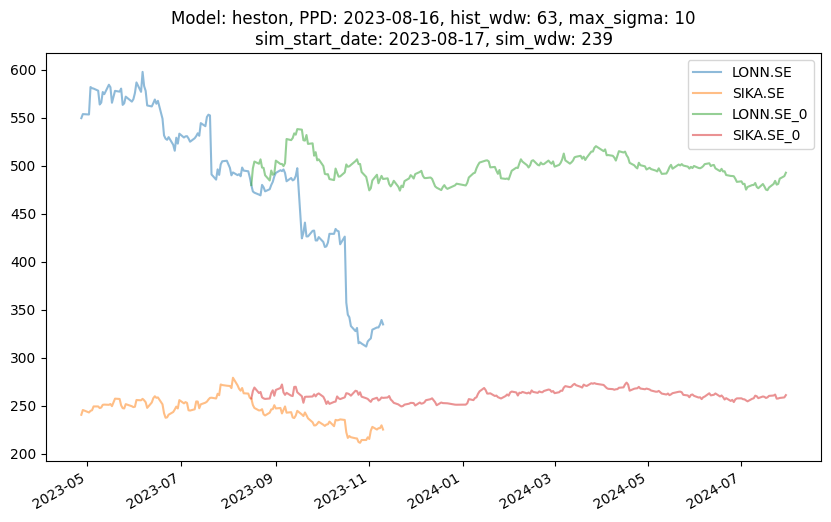 Model: heston, PPD: 2023-08-16, hist_wdw: 63, max_sigma: 10
sim_start_date: 2023-08-17, sim_wdw: 239
600
550
500
450
400
350
300
250
200
LONN.SE
SIKA.SE
LONN.SE_0
SIKA.SE_0
2023-05
2023-07
2023-09
2023-11
2024-01
2024-03
2024-05
2024-07